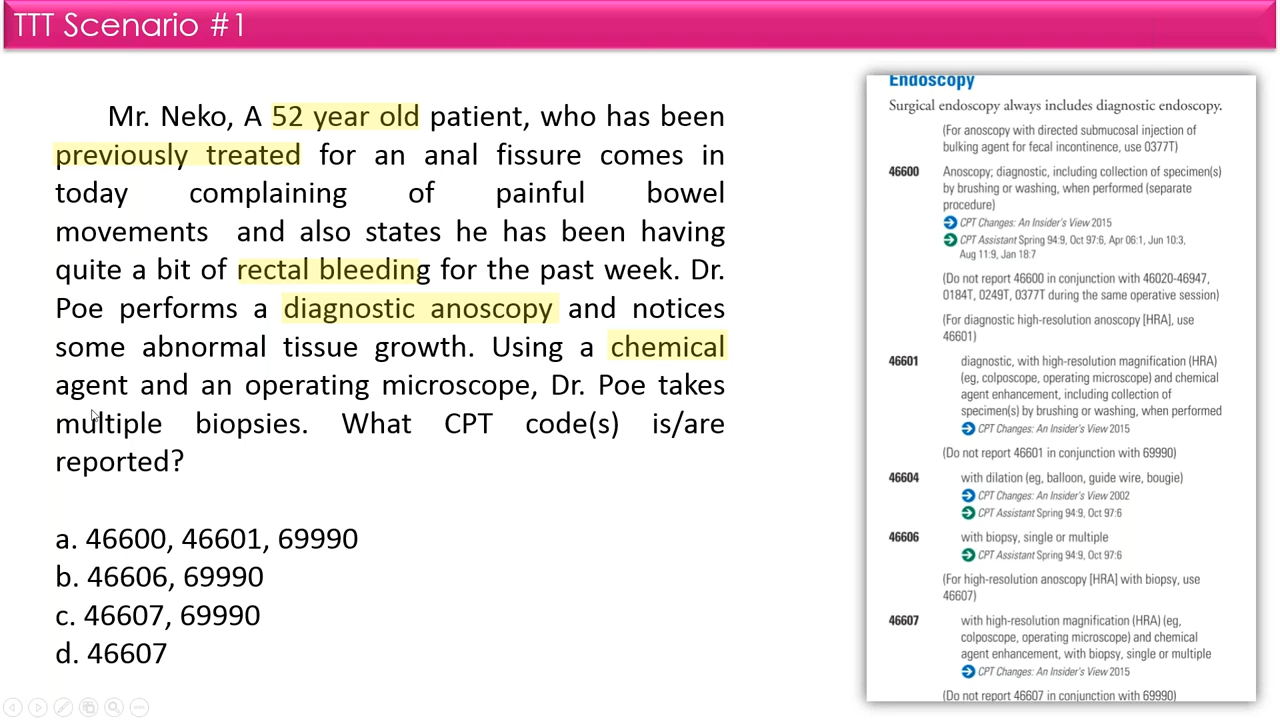 TTT Scenario #1
Mr. Neko, A 52 year old patient, who has been
previously treated for an anal fissure comes in
today complaining of painful bowel
movements and also states he has been having
quite a bit of rectal bleeding for the past week. Dr.
Poe performs a diagnostic anoscopy and notices
some abnormal tissue growth. Using a chemical
agent and an operating microscope, Dr. Poe takes
multiple biopsies. What CPT code(s) is/are
reported?
a. 46600, 46601, 69990
b. 46606, 69990
c. 46607, 69990
d. 46607
Endoscopy
Surgical endoscopy always includes diagnostic endoscopy.
(For anoscopy with directed submucosal injection of
bulking agent for fecal incontinence, use 0377T)
46600 Anoscopy; diagnostic, including collection of specimen(s)
by brushing or washing, when performed (separate
procedure)
CPT Changes: An Insider's View 2015
CPT Assistant Spring 94:9, Oct 97:6, Apr 06:1, Jun 10:3,
Aug 11:9, Jan 18:7
(Do not report 46600 in conjunction with 46020-46947,
0184T, 0249T, 0377T during the same operative session)
(For diagnostic high-resolution anoscopy [HRA], use
46601)
46601 diagnostic, with high-resolution magnification (HRA)
(eg, colposcope, operating microscope) and chemical
agent enhancement, including collection of
specimen(s) by brushing or washing, when performed
CPT Changes: An Insider's View 2015
(Do not report 46601 in conjunction with 69990)
46604 with dilation (eg, balloon, guide wire, bougie)
CPT Changes: An Insider's View 2002
CPT Assistant Spring 94:9, Oct 97:6
46606 with biopsy, single or multiple
CPT Assistant Spring 94:9, Oct 97:6
(For high-resolution anoscopy [HRA] with biopsy, use
46607)
46607 with high-resolution magnification (HRA) (eg,
colposcope, operating microscope) and chemical
agent enhancement, with biopsy, single or multiple
CPT Changes: An Insider's View 2015
(Do not report 46607 in conjunction with 69990)